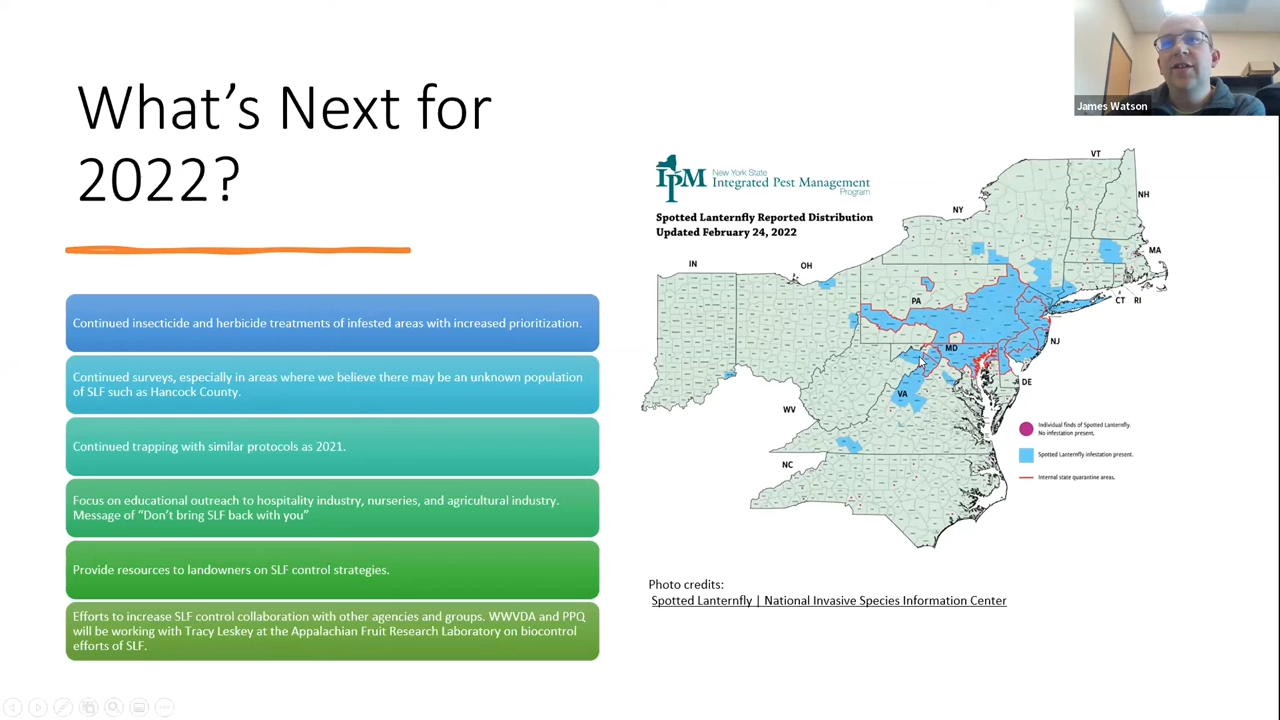 What's Next for
2022?
Continued insecticide and herbicide treatments of infested areas with increased prioritization.
Continued surveys, especially in areas where we believe there may be an unknown population
of SLF such as Hancock County.
Continued trapping with similar protocols as 2021.
Focus on educational outreach to hospitality industry, nurseries, and agricultural industry.
Message of “Don't bring SLF back with you”
Provide resources to landowners on SLF control strategies.
Efforts to increase SLF control collaboration with other agencies and groups. WWVDA and PPQ
will be working with Tracy Leskey at the Appalachian Fruit Research Laboratory on biocontrol
efforts of SLF.
James Watson
IPM
New York State
Integrated Pest Management
Program
Spotted Lanternfly Reported Distribution
Updated February 24, 2022
VT
NH
NY
MA
IN
OH
PA
CT RI
NJ
MD
DE
VA
WV
NC
Individual finds of Spotted Lanternfly.
No infestation present.
Spotted Lanternfly infestation present.
Internal state quarantine areas.
Photo credits:
Spotted Lanternfly | National Invasive Species Information Center